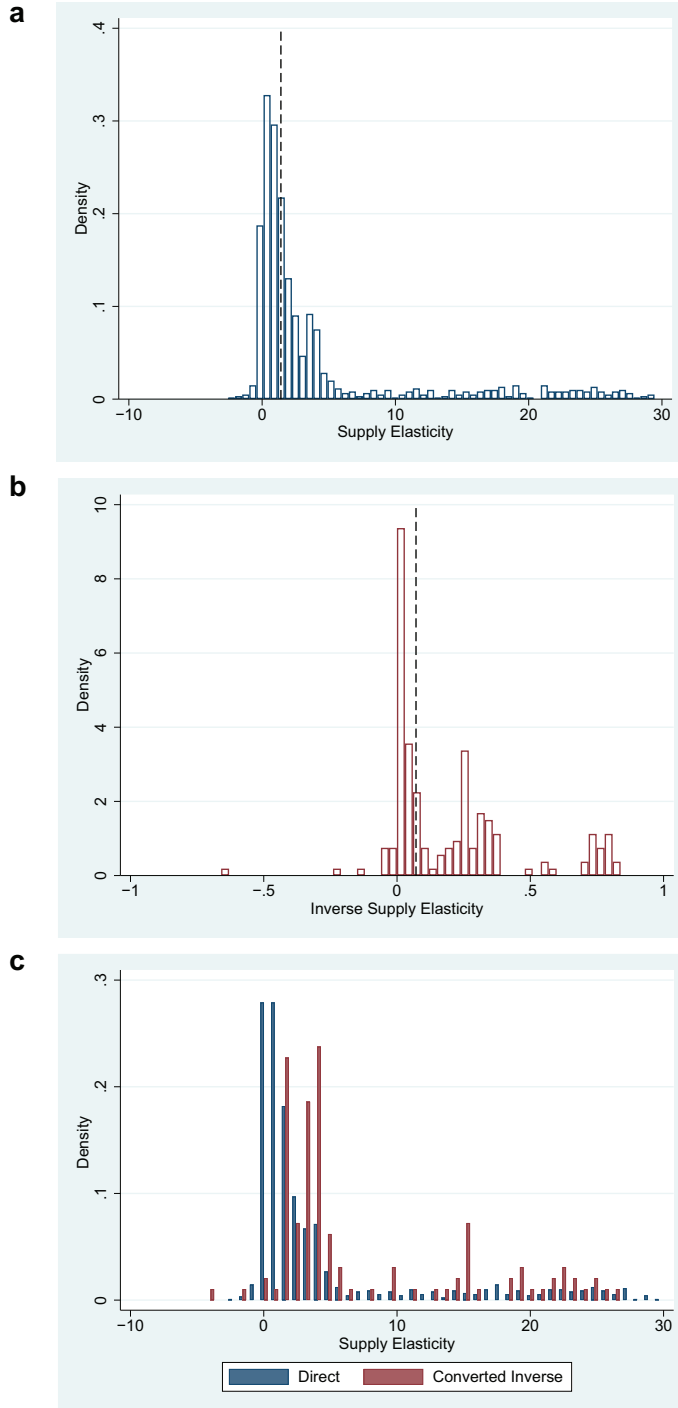 a
.4
.3
.2
.1
0
Density
−10 0 10 20 30
Supply Elasticity
b
10
8
6
4
2
0
Density
−1 −.5 0 .5 1
Inverse Supply Elasticity
c
.3
.2
.1
0
Density
−10 0 10 20 30
Supply Elasticity
Direct Converted Inverse